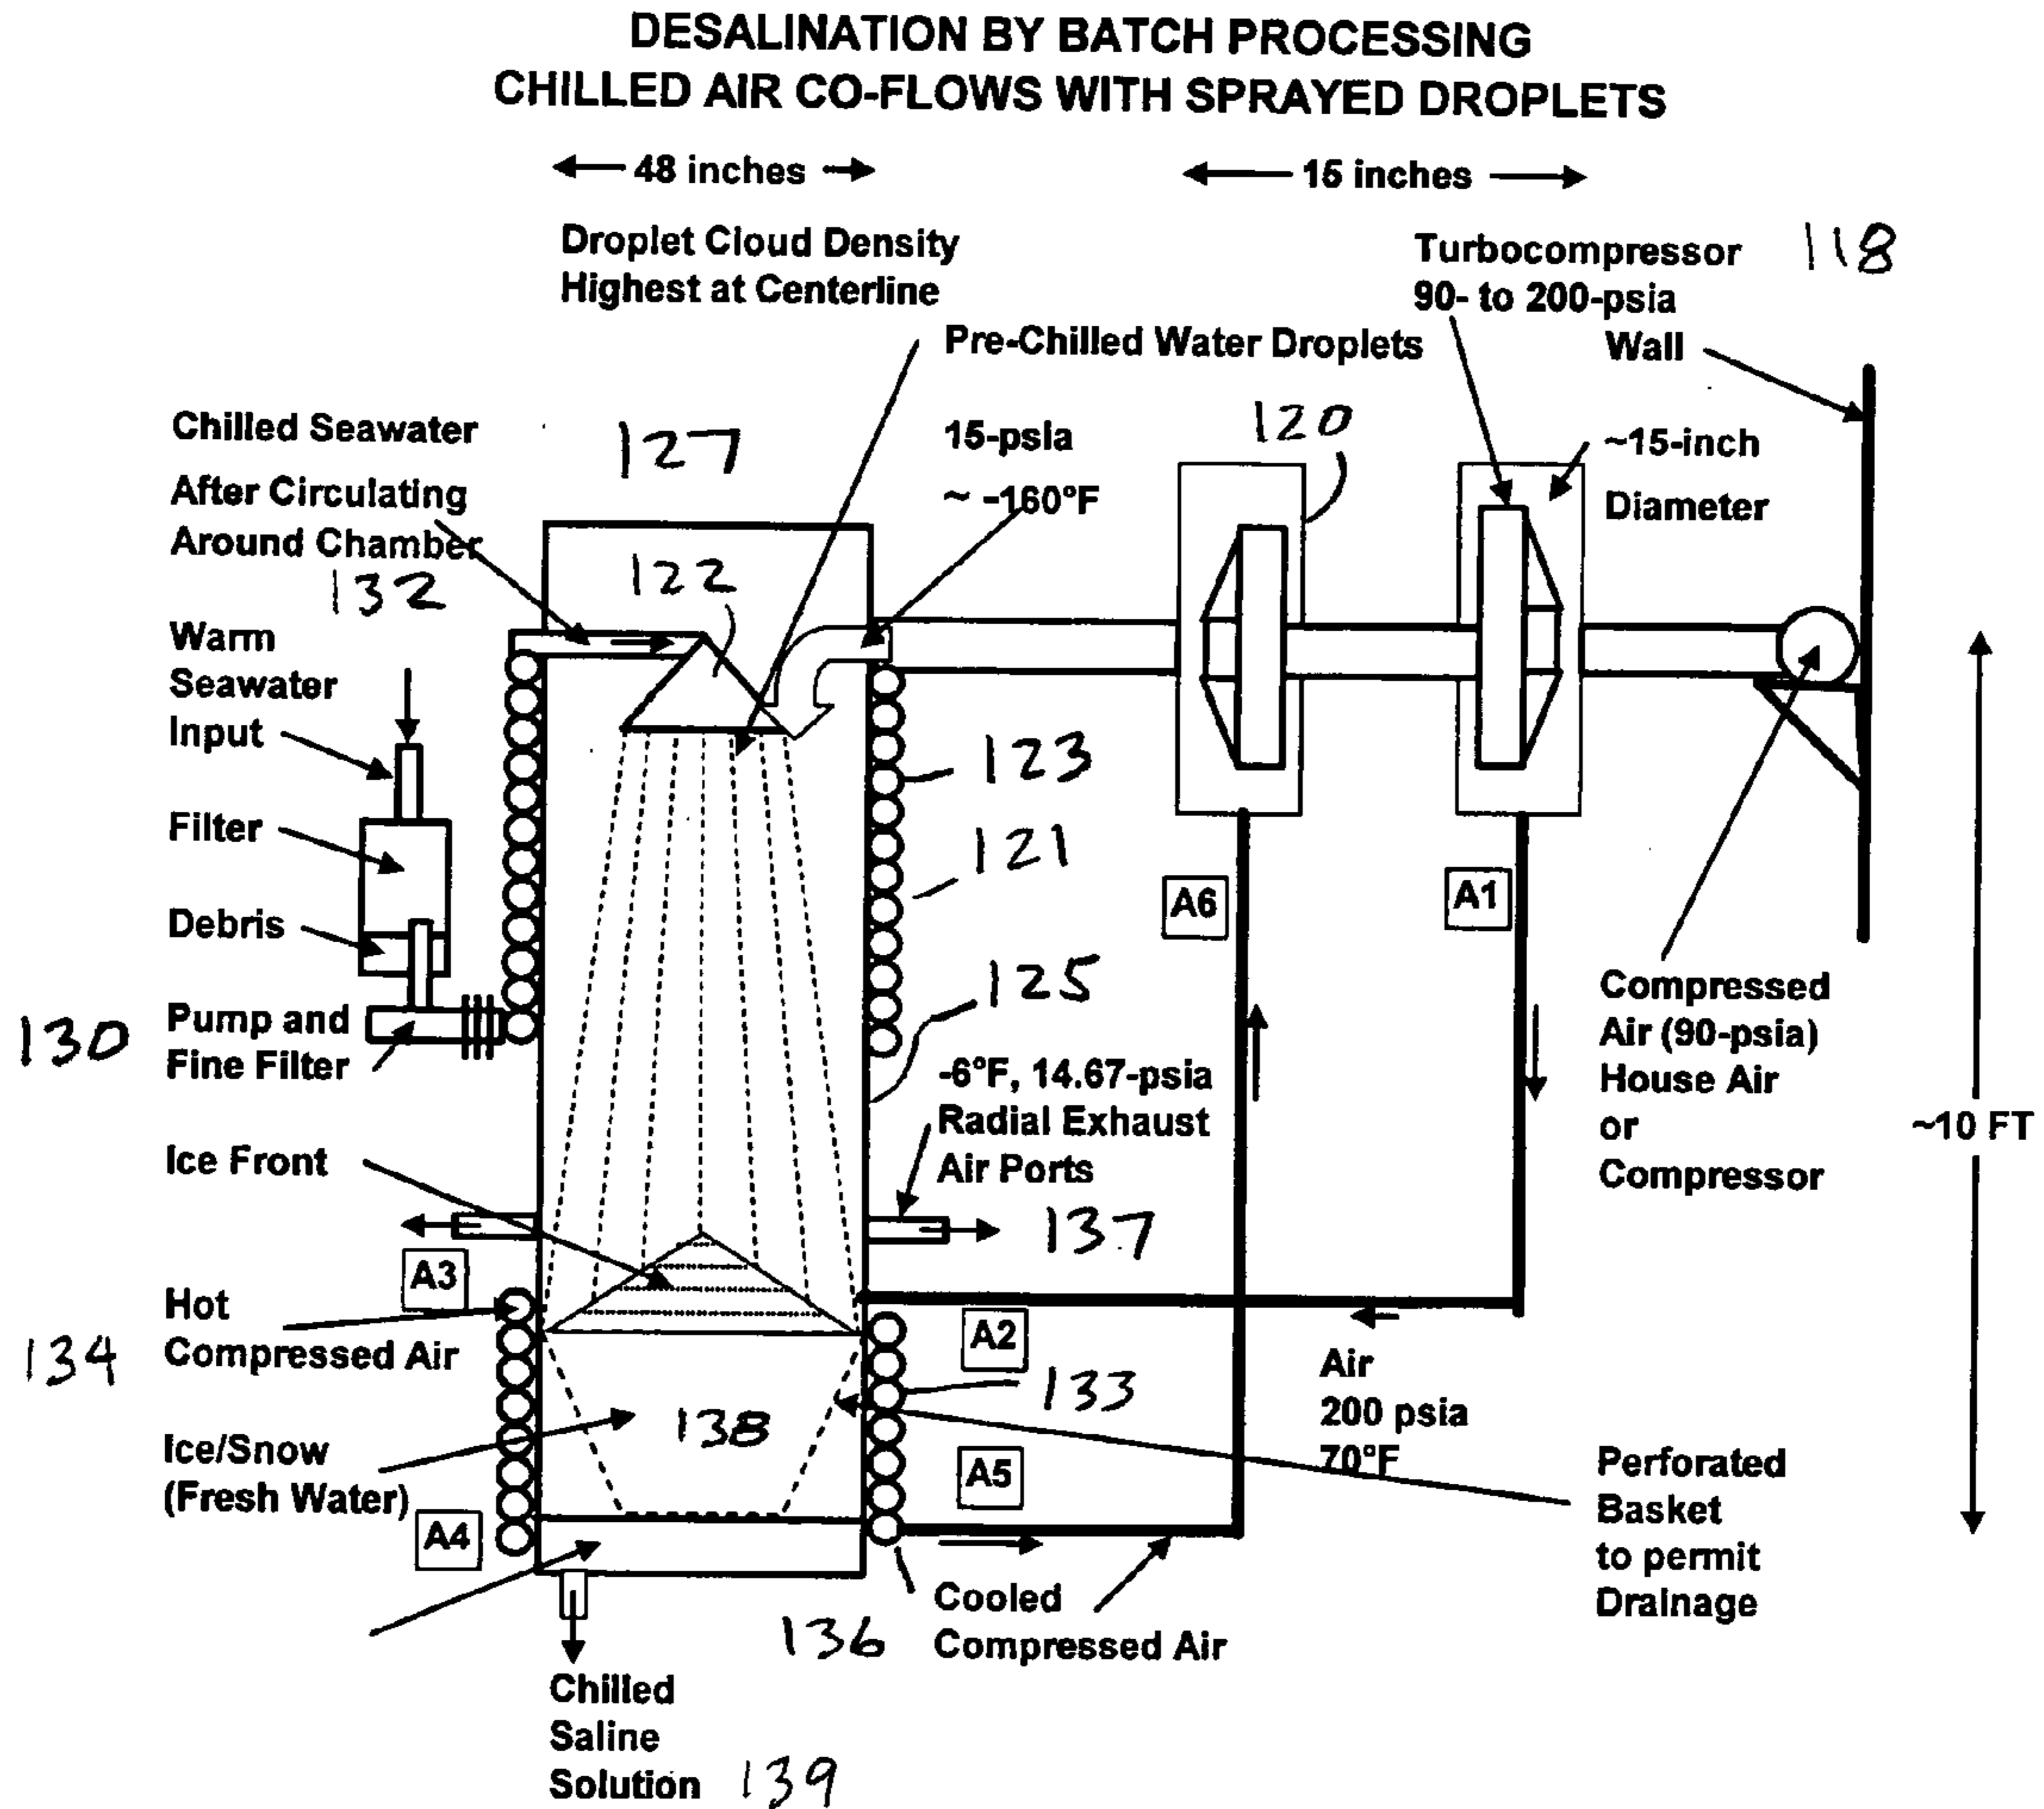 DESALINATION BY BATCH PROCESSING
CHILLED AIR CO-FLOWS WITH SPRAYED DROPLETS
48 inches
15 inches
Droplet Cloud Density
Highest at Centerline
Turbocompressor
90- to 200-psia
118
Wall
Pre-Chilled Water Droplets
Chilled Seawater
After Circulating
Around Chamber
132
127
15-psia
~ -160°F
120
~15-inch
Diameter
122
Warm
Seawater
Input
123
Filter
121
A6
A1
Debris
125
130
Pump and
Fine Filter
-6°F, 14.67-psia
Radial Exhaust
Air Ports
Compressed
Air (90-psia)
House Air
or
Compressor
~10 FT
Ice Front
137
A3
Hot
Compressed Air
134
A2
133
Air
200 psia
70°F
138
Ice/Snow
(Fresh Water)
A5
A4
Perforated
Basket
to permit
Drainage
136
Cooled
Compressed Air
Chilled
Saline
Solution
139